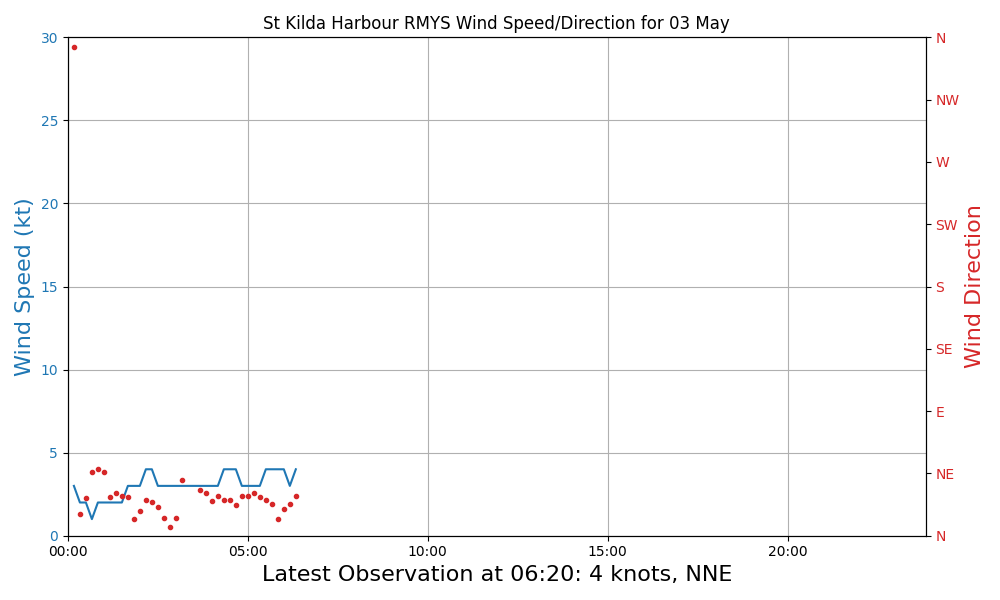 St Kilda Harbour RMYS Wind Speed/Direction for 03 May
30
25
20
15
10
5
0
Wind Speed (kt)
N
NW
W
SW
S
SE
E
NE
N
Wind Direction
00:00
05:00
10:00
15:00
20:00
Latest Observation at 06:20: 4 knots, NNE